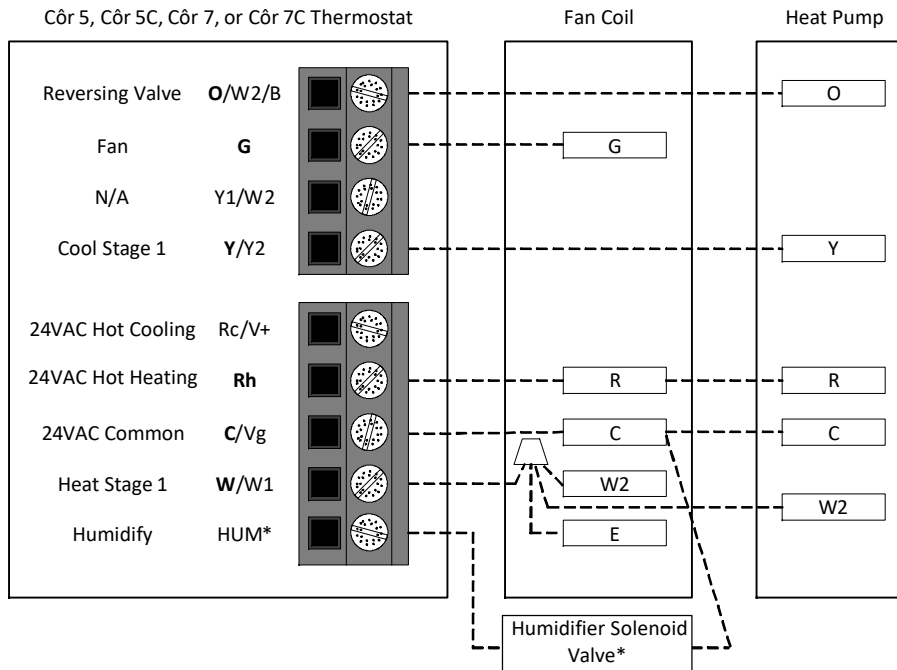 Côr 5, Côr 5C, Côr 7, or Côr 7C Thermostat Fan Coil Heat Pump
Reversing Valve O/W2/B O
Fan G G
N/A Y1/W2
Cool Stage 1 Y/Y2 Y
24VAC Hot Cooling Rc/V+
24VAC Hot Heating Rh R R
24VAC Common C/Vg C C
Heat Stage 1 W/W1 W2
W2
Humidify HUM* E
Humidifier Solenoid
Valve*